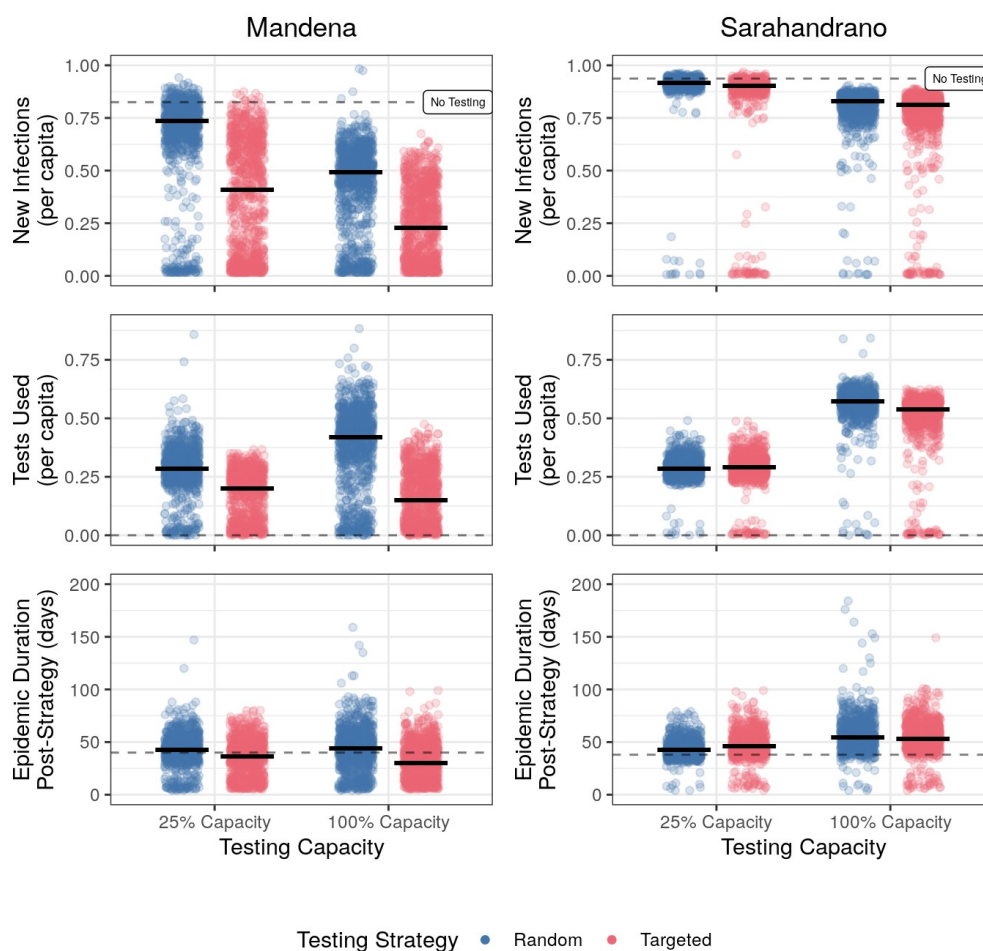 Mandena
Sarahandrano
New Infections
(per capita)
1.00
0.75
0.50
0.25
0.00
No Testing
New Infections
(per capita)
1.00
0.75
0.50
0.25
0.00
No Testing
Tests Used
(per capita)
0.75
0.50
0.25
0.00
Tests Used
(per capita)
0.75
0.50
0.25
0.00
Epidemic Duration
Post-Strategy (days)
200
150
100
50
0
Epidemic Duration
Post-Strategy (days)
200
150
100
50
0
25% Capacity 100% Capacity
Testing Capacity
25% Capacity 100% Capacity
Testing Capacity
Testing Strategy Random Targeted